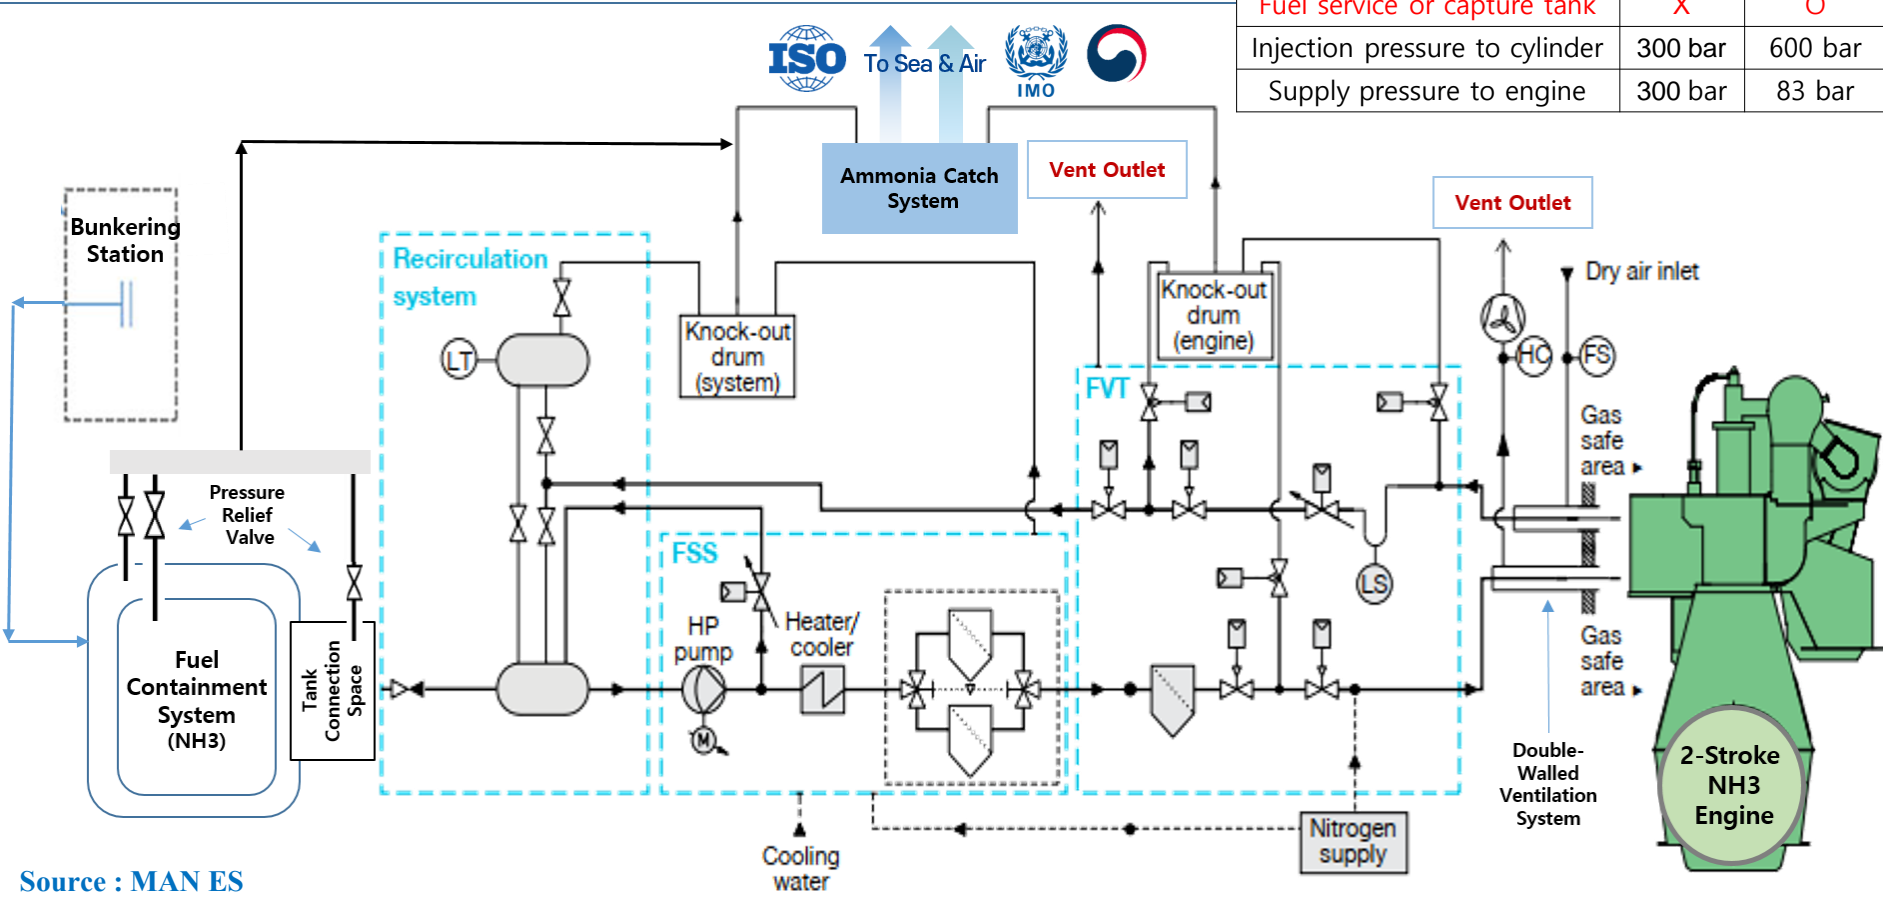 Fuel service or capture tank X O
Injection pressure to cylinder 300 bar 600 bar
Supply pressure to engine 300 bar 83 bar
ISO
To Sea & Air
IMO
Ammonia Catch
System
Vent Outlet
Vent Outlet
Bunkering
Station
Recirculation
system
LT
Knock-out
drum
(system)
Knock-out
drum
(engine)
Dry air inlet
HC
FS
FVT
Gas
safe
area
Pressure
Relief
Valve
FSS
LS
HP
pump
M
Heater/
cooler
Gas
safe
area
Fuel
Containment
System
(NH3)
Tank
Connection
Space
Double-
Walled
Ventilation
System
2-Stroke
NH3
Engine
Nitrogen
supply
Cooling
water
Source : MAN ES